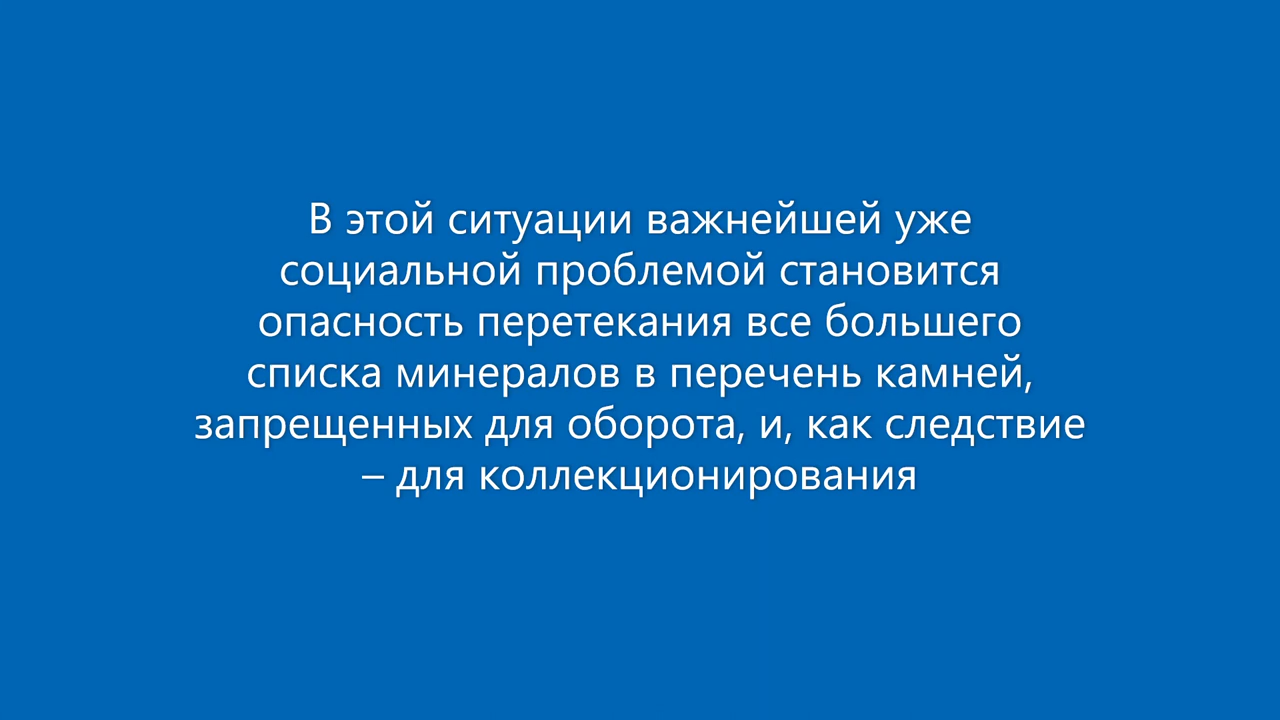 В этой ситуации важнейшей уже
социальной проблемой становится
опасность перетекания все большего
списка минералов в перечень камней,
запрещенных для оборота, и, как следствие
– для коллекционирования